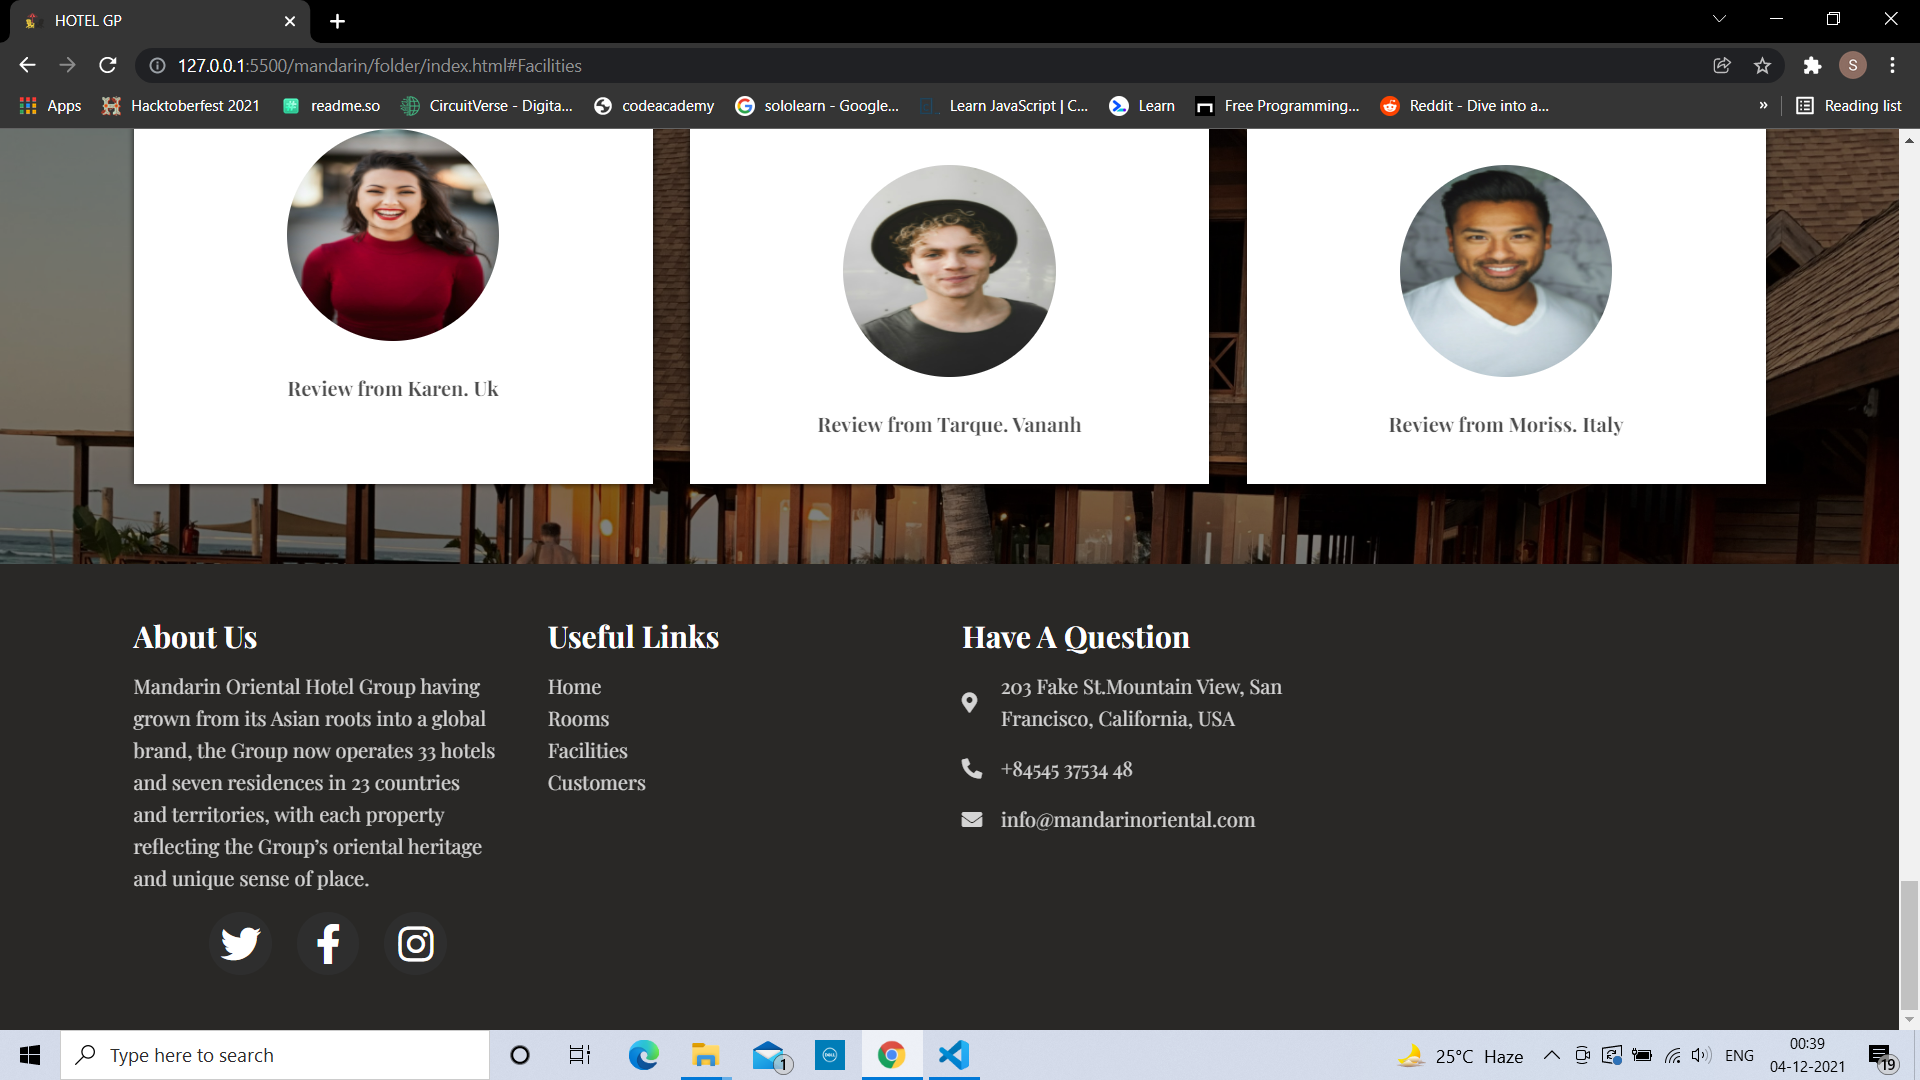 HOTEL GP
127.0.0.1:5500/mandarin/folder/index.html#Facilities
S
Apps
Hacktoberfest 2021
readme.so
CircuitVerse - Digita...
codeacademy
sololearn - Google...
Learn JavaScript | C...
Learn
Free Programming...
Reddit - Dive into a...
»
Reading list
Review from Karen. Uk
Review from Tarque. Vananh
Review from Moriss. Italy
About Us
Mandarin Oriental Hotel Group having
grown from its Asian roots into a global
brand, the Group now operates 33 hotels
and seven residences in 23 countries
and territories, with each property
reflecting the Group’s oriental heritage
and unique sense of place.
Useful Links
Home
Rooms
Facilities
Customers
Have A Question
203 Fake St.Mountain View, San
Francisco, California, USA
+84545 37534 48
info@mandarinoriental.com
Type here to search
1
DELL
25°C Haze
ENG
00:39
04-12-2021
19